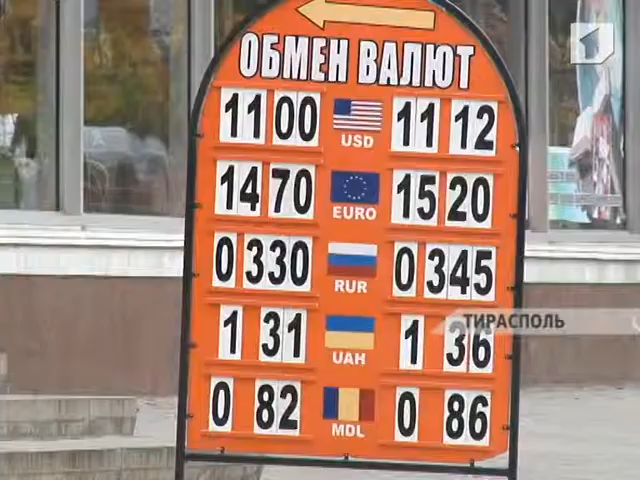 1
ОБМЕН ВАЛЮТ
11 00 USD 11 12
14 70 EURO 15 20
0 330 RUR 0 345
ТИРАСПОЛЬ
1 31 UAH 1 36
0 82 MDL 0 86